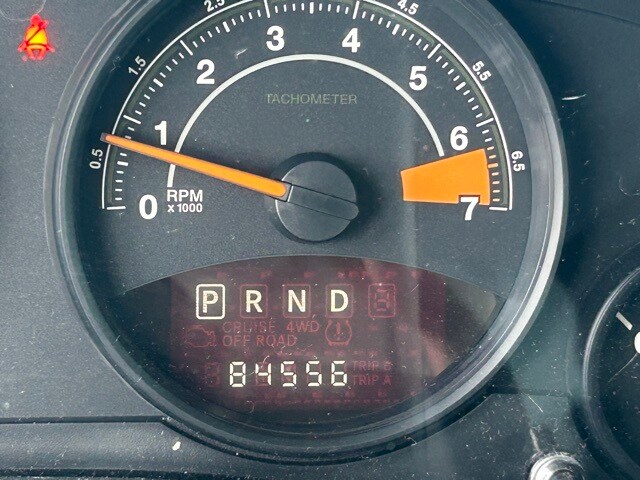 2.5
3.5
4.5
3
4
2
5
1.5
5.5
TACHOMETER
1
6
0.5
6.5
RPM
x 1000
0
7
P R N D
CRUISE 4WD
OFF ROAD
84556
TRIP
TRIP A